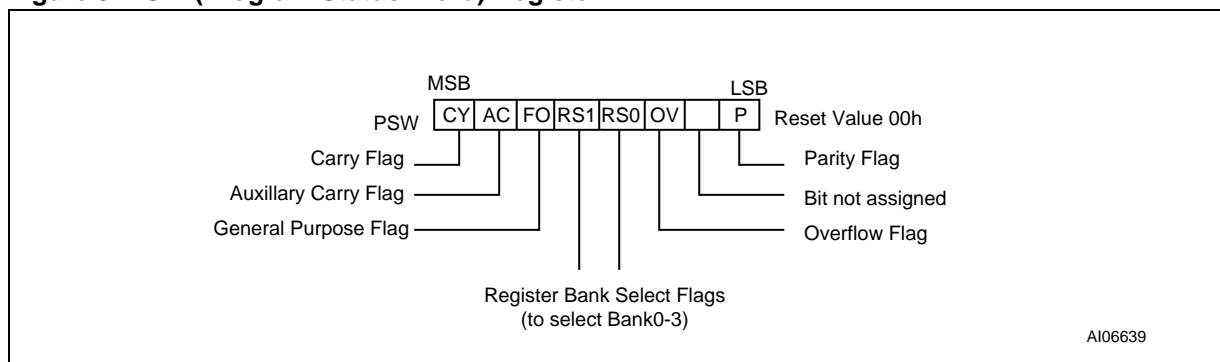 MSB
LSB
PSW CY AC FO RS1 RS0 OV P Reset Value 00h
Carry Flag
Parity Flag
Auxillary Carry Flag
Bit not assigned
General Purpose Flag
Overflow Flag
Register Bank Select Flags
(to select Bank0-3)
AI06639